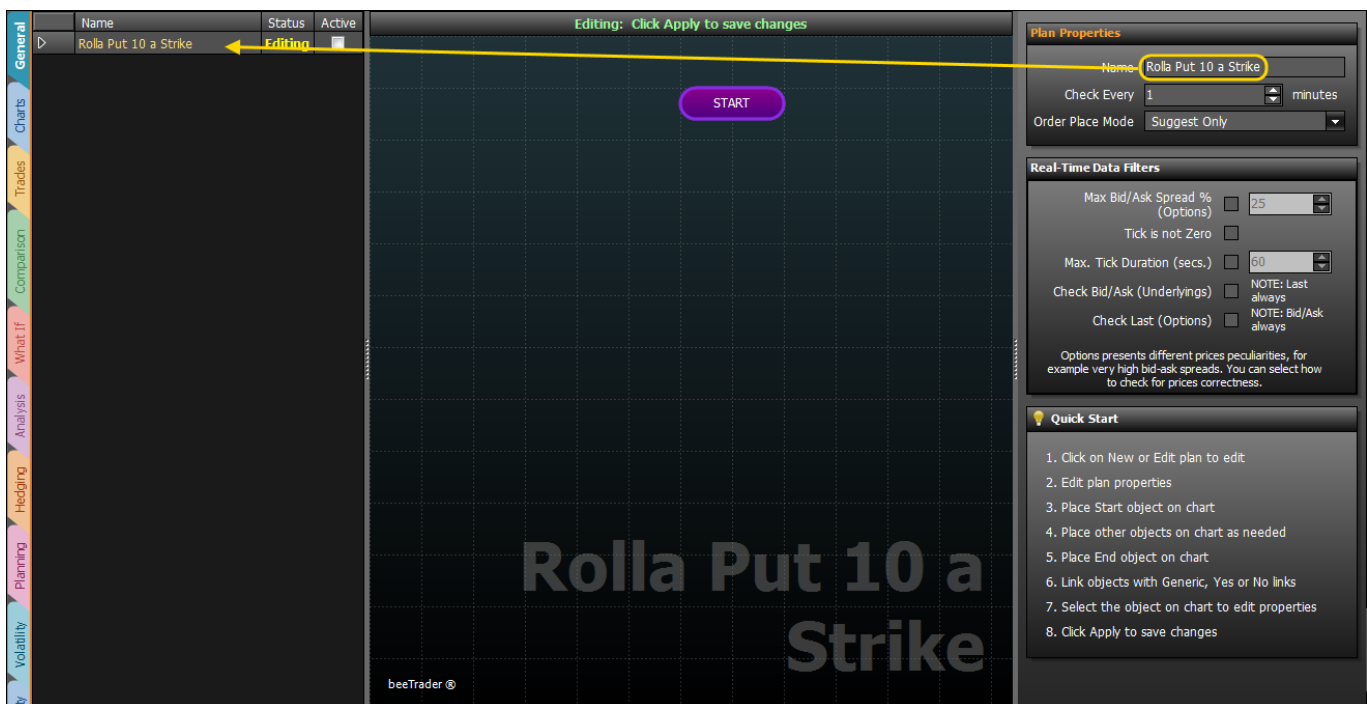 General
Charts
Trades
Comparison
What If
Analysis
Hedging
Planning
Volatility
Name Status Active
Rolla Put 10 a Strike Editing
Editing: Click Apply to save changes
START
Rolla Put 10 a
Strike
beeTrader ®
Plan Properties
Name Rolla Put 10 a Strike
Check Every 1 minutes
Order Place Mode Suggest Only
Real-Time Data Filters
Max Bid/Ask Spread %
(Options) 25
Tick is not Zero
Max. Tick Duration (secs.) 60
Check Bid/Ask (Underlyings) NOTE: Last
always
Check Last (Options) NOTE: Bid/Ask
always
Options presents different prices peculiarities, for
example very high bid-ask spreads. You can select how
to check for prices correctness.
Quick Start
1. Click on New or Edit plan to edit
2. Edit plan properties
3. Place Start object on chart
4. Place other objects on chart as needed
5. Place End object on chart
6. Link objects with Generic, Yes or No links
7. Select the object on chart to edit properties
8. Click Apply to save changes